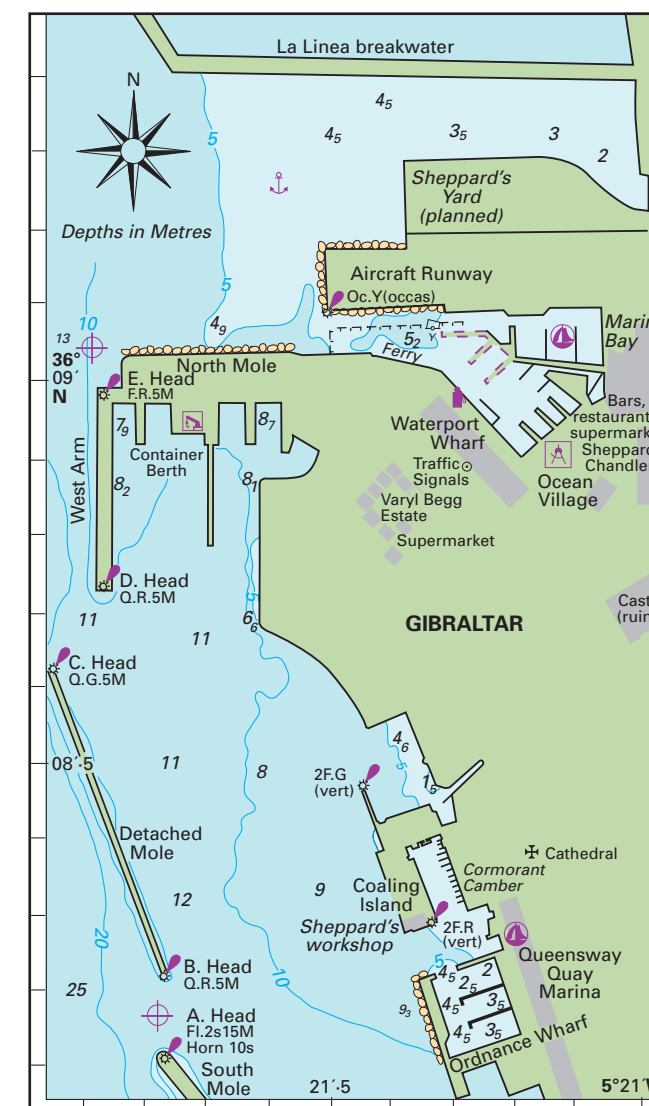 La Linea breakwater
N
4₅
4₅
3₅
3
2
5
Sheppard's
Yard
(planned)
Depths in Metres
5
Aircraft Runway
Oc.Y(occas)
10
13
4₉
5₂
Y
Ferry
Marin
Bay
36°
09´
N
North Mole
E. Head
F.R.5M
7₉
8₇
Container
Berth
8₂
8₁
West Arm
Waterport
Wharf
Traffic
Signals
Varyl Begg
Estate
Supermarket
Bars,
restaurant
supermark
Sheppard
Chandle
Ocean
Village
D. Head
Q.R.5M
5
11
11
6₆
GIBRALTAR
Cast
(ruin
C. Head
Q.G.5M
4₆
5
1₅
08´·5
11
8
2F.G
(vert)
Detached
Mole
12
9
Coaling
Island
Sheppard's
workshop
2F.R
(vert)
Cormorant
Camber
Cathedral
20
25
10
B. Head
Q.R.5M
A. Head
Fl.2s15M
Horn 10s
South
Mole
5
4₅
2
2₅
4₅
3₅
4₅
3₅
9₃
Queensway
Quay
Marina
Ordnance Wharf
21´·5
5°21´